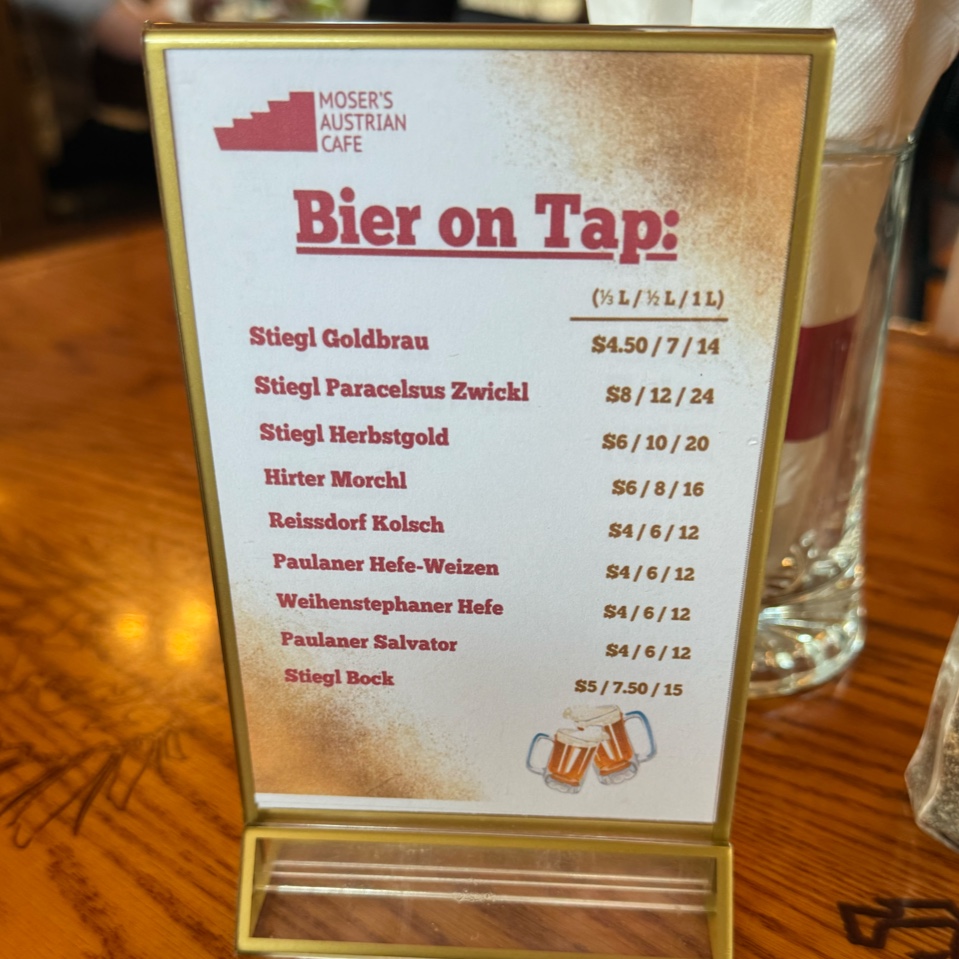 MOSER'S
AUSTRIAN
CAFE
Bier on Tap:
(⅓ L / ½ L / 1 L)
Stiegl Goldbrau $4.50 / 7 / 14
Stiegl Paracelsus Zwickl $8 / 12 / 24
Stiegl Herbstgold $6 / 10 / 20
Hirter Morchl $6 / 8 / 16
Reissdorf Kolsch $4 / 6 / 12
Paulaner Hefe-Weizen $4 / 6 / 12
Weihenstephaner Hefe $4 / 6 / 12
Paulaner Salvator $4 / 6 / 12
Stiegl Bock $5 / 7.50 / 15